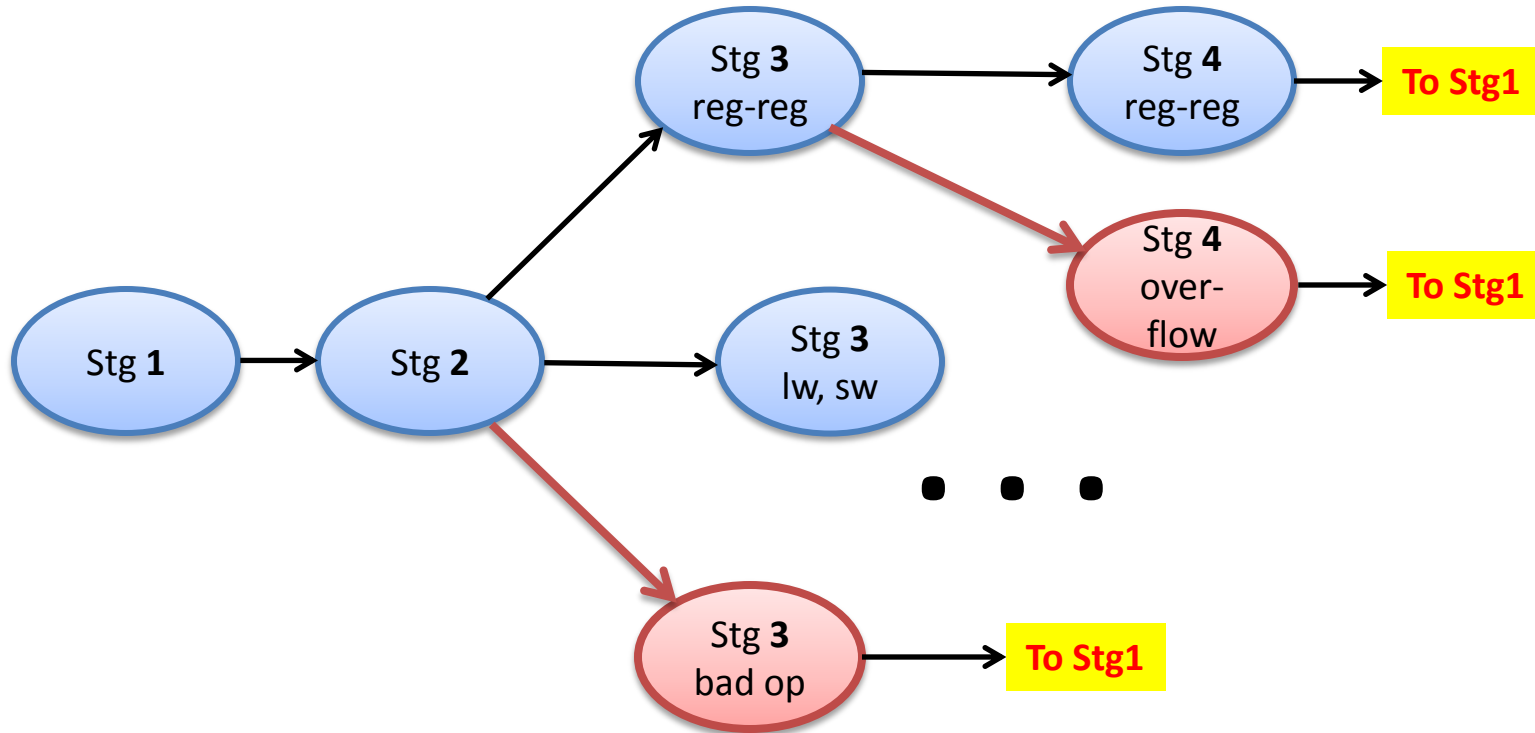 Stg 3
reg-reg
Stg 4
reg-reg
To Stg1
Stg 4
over-
flow
To Stg1
Stg 1
Stg 2
Stg 3
lw, sw
Stg 3
bad op
To Stg1